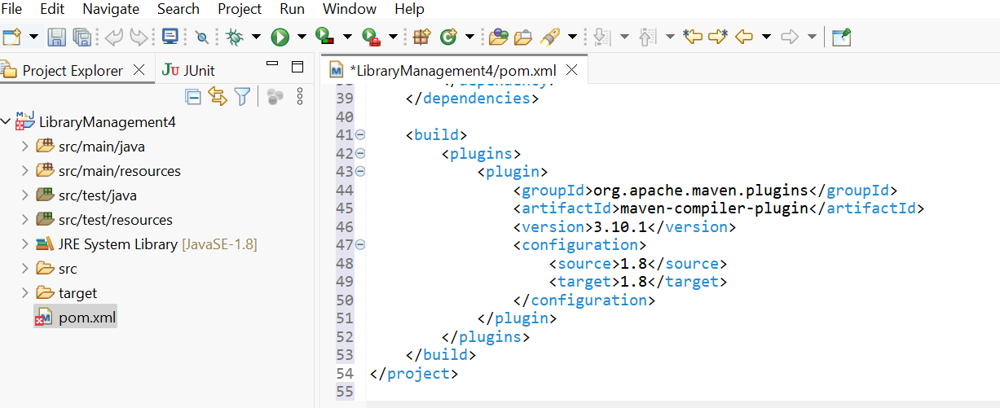 File Edit Navigate Search Project Run Window Help
Project Explorer
JUnit
*LibraryManagement4/pom.xml
LibraryManagement4
src/main/java
src/main/resources
src/test/java
src/test/resources
JRE System Library [JavaSE-1.8]
src
target
pom.xml
38 </dependency>
39 </dependencies>
40
41 <build>
42 <plugins>
43 <plugin>
44 <groupId>org.apache.maven.plugins</groupId>
45 <artifactId>maven-compiler-plugin</artifactId>
46 <version>3.10.1</version>
47 <configuration>
48 <source>1.8</source>
49 <target>1.8</target>
50 </configuration>
51 </plugin>
52 </plugins>
53 </build>
54 </project>
55